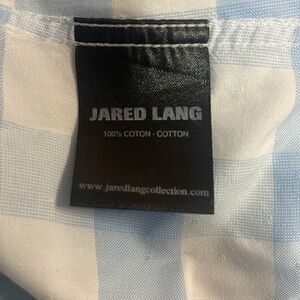 JARED LANG
100% COTON - COTTON
www.jaredlangcollection.com